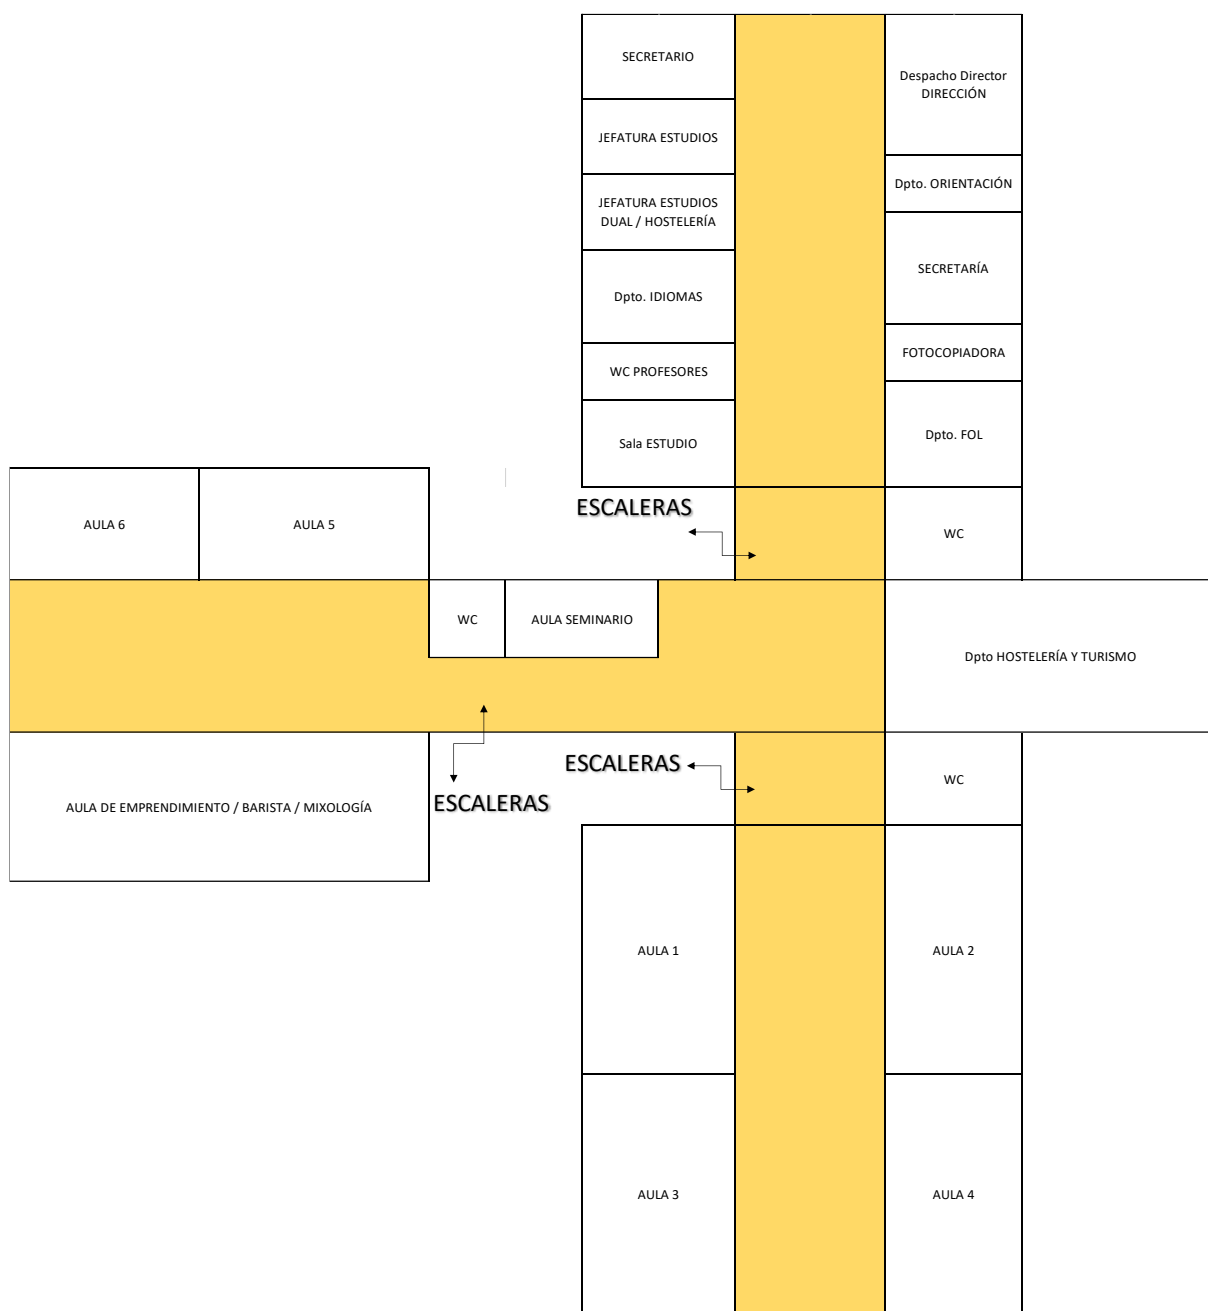 SECRETARIO
Despacho Director
DIRECCIÓN
JEFATURA ESTUDIOS
Dpto. ORIENTACIÓN
JEFATURA ESTUDIOS
DUAL / HOSTELERÍA
SECRETARÍA
Dpto. IDIOMAS
FOTOCOPIADORA
WC PROFESORES
Dpto. FOL
Sala ESTUDIO
ESCALERAS
AULA 6
AULA 5
WC
WC
AULA SEMINARIO
Dpto HOSTELERÍA Y TURISMO
ESCALERAS
WC
AULA DE EMPRENDIMIENTO / BARISTA / MIXOLOGÍA
ESCALERAS
AULA 1
AULA 2
AULA 3
AULA 4